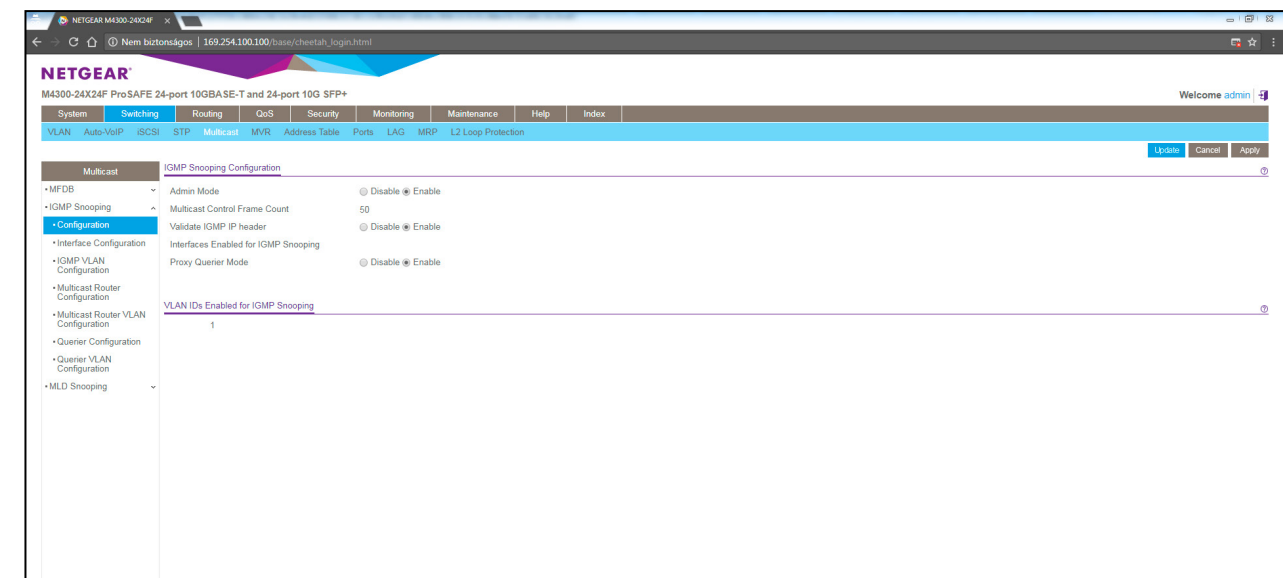 NETGEAR M4300-24X24F
Nem biztonságos | 169.254.100.100/base/cheetah_login.html
NETGEAR®
M4300-24X24F ProSAFE 24-port 10GBASE-T and 24-port 10G SFP+
Welcome admin
System Switching Routing QoS Security Monitoring Maintenance Help Index
VLAN Auto-VoIP iSCSI STP Multicast MVR Address Table Ports LAG MRP L2 Loop Protection
Update Cancel Apply
Multicast
MFDB
IGMP Snooping
Configuration
Interface Configuration
IGMP VLAN
Configuration
Multicast Router
Configuration
Multicast Router VLAN
Configuration
Querier Configuration
Querier VLAN
Configuration
MLD Snooping
IGMP Snooping Configuration
Admin Mode Disable Enable
Multicast Control Frame Count 50
Validate IGMP IP header Disable Enable
Interfaces Enabled for IGMP Snooping
Proxy Querier Mode Disable Enable
VLAN IDs Enabled for IGMP Snooping
1